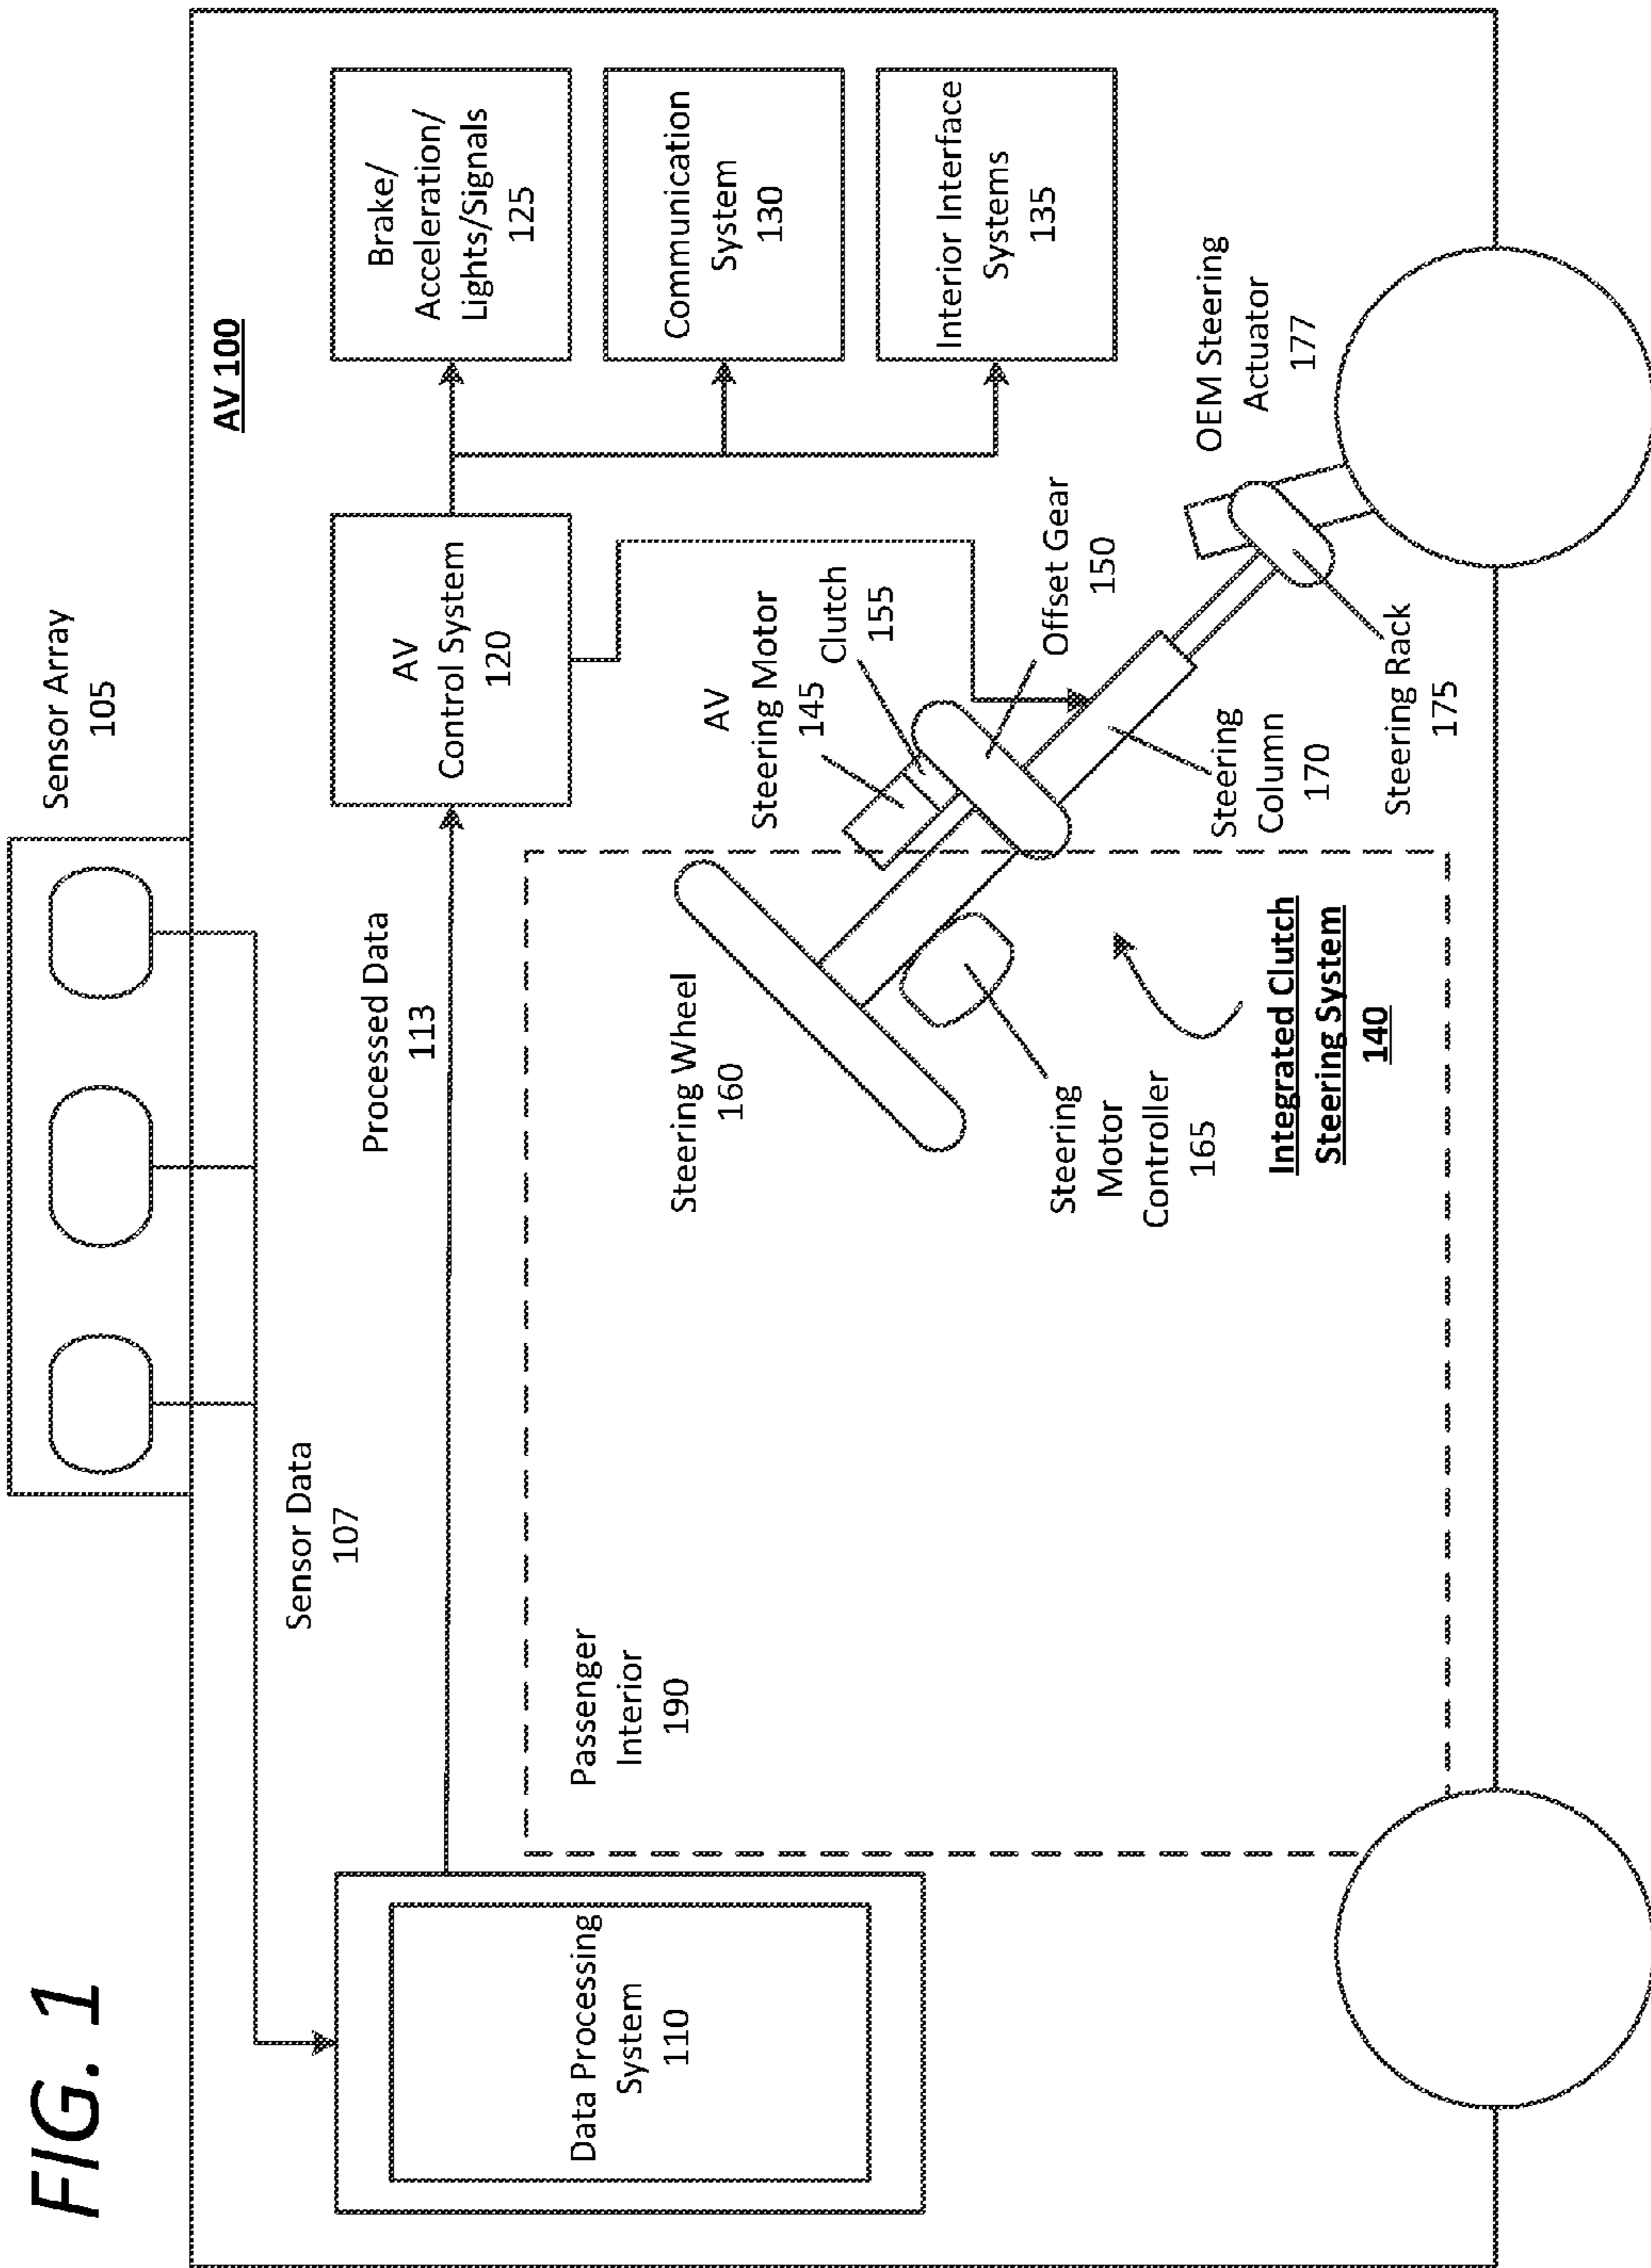 FIG. 1
Sensor Array
105
AV 100
Sensor Data
107
Processed Data
113
Data Processing
System
110
AV
Control System
120
Brake/
Acceleration/
Lights/Signals
125
Communication
System
130
Interior Interface
Systems
135
Passenger
Interior
190
Steering Wheel
160
AV
Steering Motor
145
Clutch
155
Offset Gear
150
Steering
Motor
Controller
165
Integrated Clutch
Steering System
140
Steering
Column
170
Steering Rack
175
OEM Steering
Actuator
177